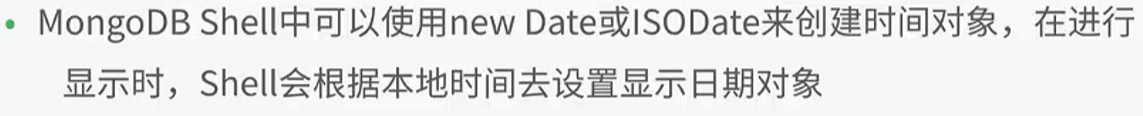 • MongoDB Shell中可以使用new Date或ISODate来创建时间对象，在进行
显示时，Shell会根据本地时间去设置显示日期对象